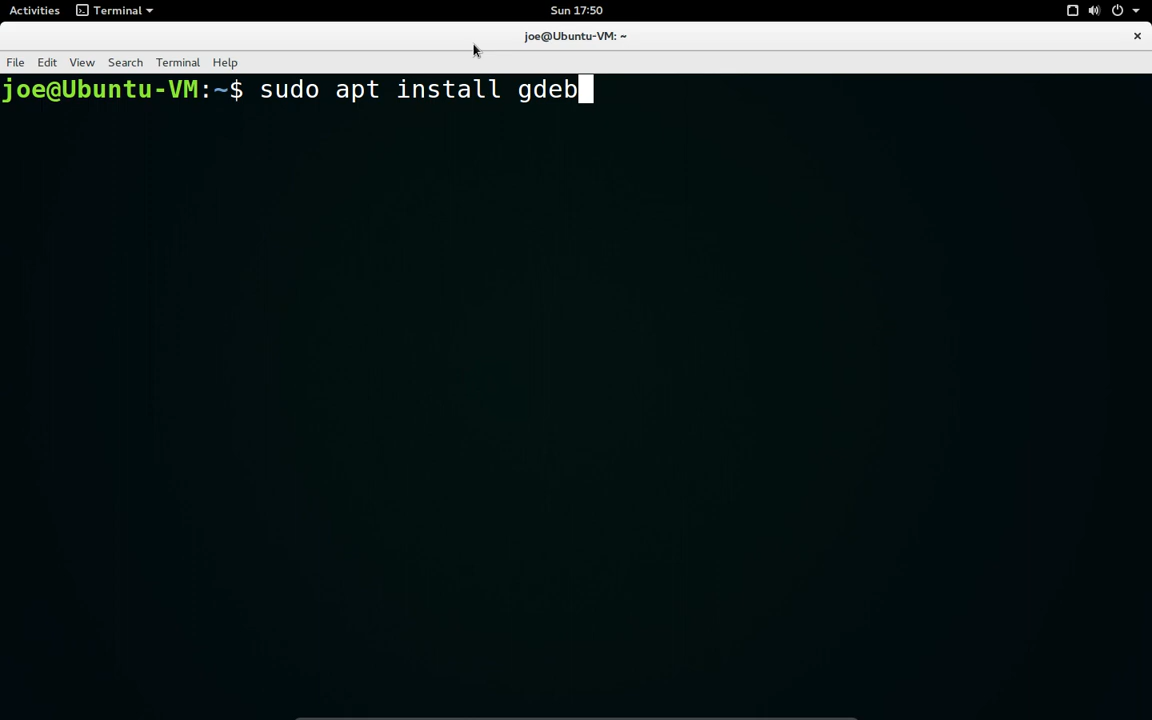 Activities Terminal Sun 17:50
joe@Ubuntu-VM: ~
File Edit View Search Terminal Help
joe@Ubuntu-VM:~$ sudo apt install gdeb